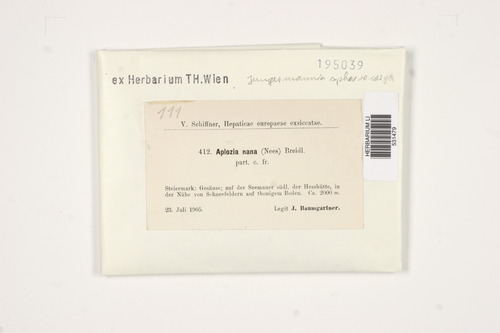 195039
ex Herbarium TH.Wien
Jungermannia sphaerocarpa
111
V. Schiffner, Hepaticae europaeae exsiccatae.
412. Aplozia nana (Nees) Breidl.
part. c. fr.
Steiermark: Gesäuse; auf der Seemauer südl. der Hesshütte, in
der Nähe von Schneefeldern auf thonigem Boden. Ca. 2000 m.
23. Juli 1905.
Legit J. Baumgartner.
HERBARIUM LI
531479